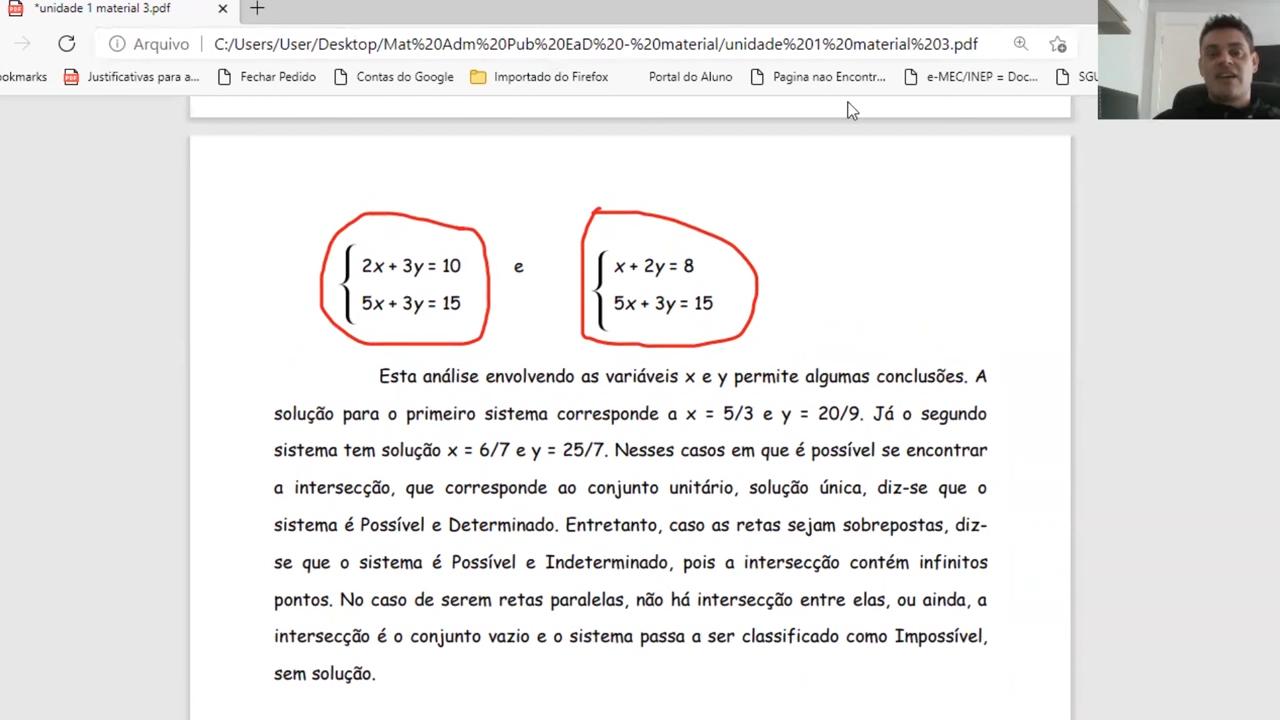 *unidade 1 material 3.pdf
Arquivo C:/Users/User/Desktop/Mat%20Adm%20Pub%20EaD%20-%20material/unidade%201%20material%203.pdf
okmarks Justificativas para a... Fechar Pedido Contas do Google Importado do Firefox Portal do Aluno Pagina nao Encontr... e-MEC/INEP = Doc... SGU
2x + 3y = 10 e x + 2y = 8
5x + 3y = 15 5x + 3y = 15
Esta análise envolvendo as variáveis x e y permite algumas conclusões. A
solução para o primeiro sistema corresponde a x = 5/3 e y = 20/9. Já o segundo
sistema tem solução x = 6/7 e y = 25/7. Nesses casos em que é possível se encontrar
a intersecção, que corresponde ao conjunto unitário, solução única, diz-se que o
sistema é Possível e Determinado. Entretanto, caso as retas sejam sobrepostas, diz-
se que o sistema é Possível e Indeterminado, pois a intersecção contém infinitos
pontos. No caso de serem retas paralelas, não há intersecção entre elas, ou ainda, a
intersecção é o conjunto vazio e o sistema passa a ser classificado como Impossível,
sem solução.